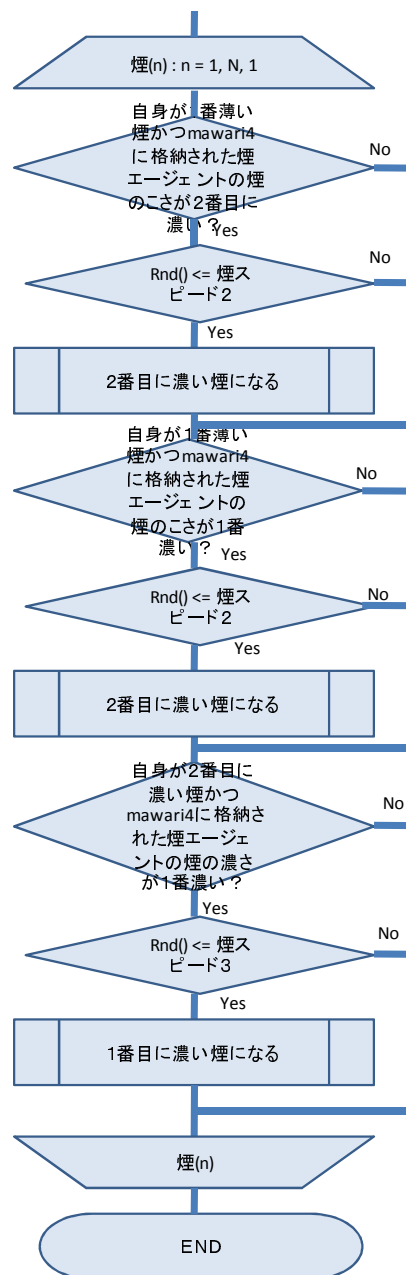 煙(n) : n = 1, N, 1
自身が1番薄い
煙かつmawari4
に格納された煙
エージェントの煙
のこさが2番目に
濃い？
No
Yes
Rnd() <= 煙ス
ピード2
No
Yes
2番目に濃い煙になる
自身が1番薄い
煙かつmawari4
に格納された煙
エージェントの
煙のこさが1番
濃い？
No
Yes
Rnd() <= 煙ス
ピード2
No
Yes
2番目に濃い煙になる
自身が2番目に
濃い煙かつ
mawari4に格納さ
れた煙エージェ
ントの煙の濃さ
が1番濃い？
No
Yes
Rnd() <= 煙ス
ピード3
No
Yes
1番目に濃い煙になる
煙(n)
END